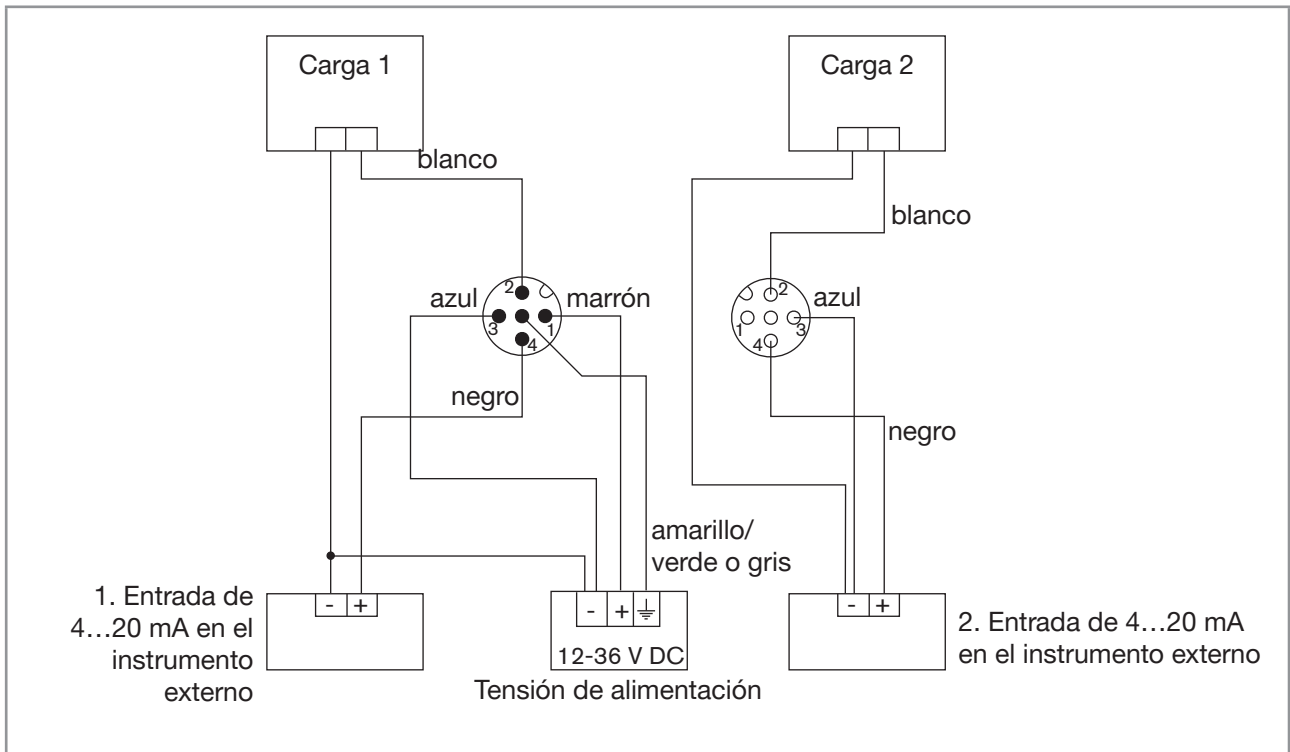 Carga 1
Carga 2
blanco
blanco
azul
2
3
1
4
marrón
2
1
3
4
azul
negro
negro
amarillo/
verde o gris
1. Entrada de
4…20 mA en el
instrumento
externo
- +
- +
12-36 V DC
Tensión de alimentación
- +
2. Entrada de 4…20 mA
en el instrumento externo